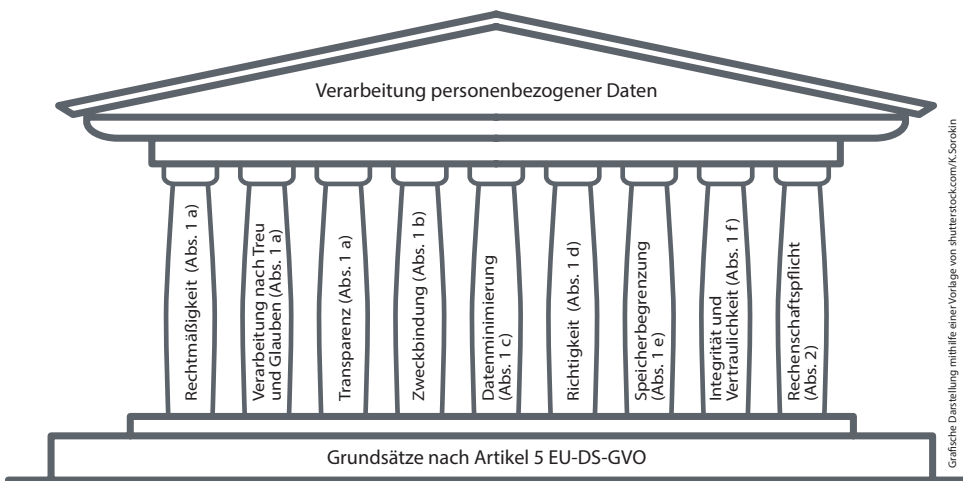 Verarbeitung personenbezogener Daten
Rechtmäßigkeit (Abs. 1 a)
Verarbeitung nach Treu
und Glauben (Abs. 1 a)
Transparenz (Abs. 1 a)
Zweckbindung (Abs. 1 b)
Datenminimierung
(Abs. 1 c)
Richtigkeit (Abs. 1 d)
Speicherbegrenzung
(Abs. 1 e)
Integrität und
Vertraulichkeit (Abs. 1 f)
Rechenschaftspflicht
(Abs. 2)
Grundsätze nach Artikel 5 EU-DS-GVO
Grafische Darstellung mithilfe einer Vorlage von shutterstock.com/K.Sorokin